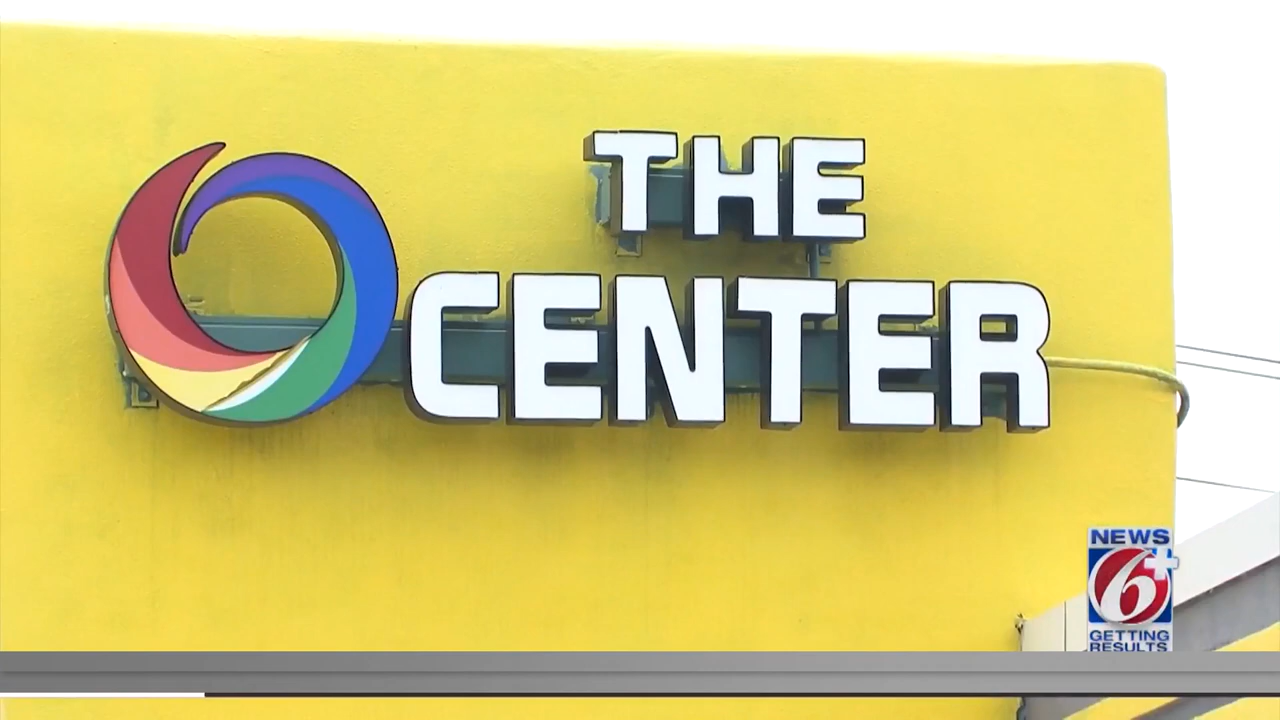 THE
CENTER
NEWS
6+
GETTING
RESULTS